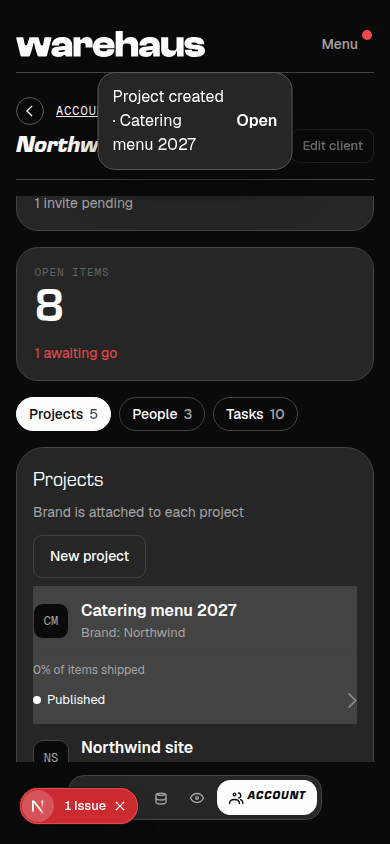 warehaus
Menu
Project created
· Catering
menu 2027
Open
Edit client
1 invite pending
OPEN ITEMS
8
1 awaiting go
Projects 5
People 3
Tasks 10
Projects
Brand is attached to each project
New project
CM
Catering menu 2027
Brand: Northwind
0% of items shipped
Published
NS
Northwind site
N
1 Issue
ACCOUNT